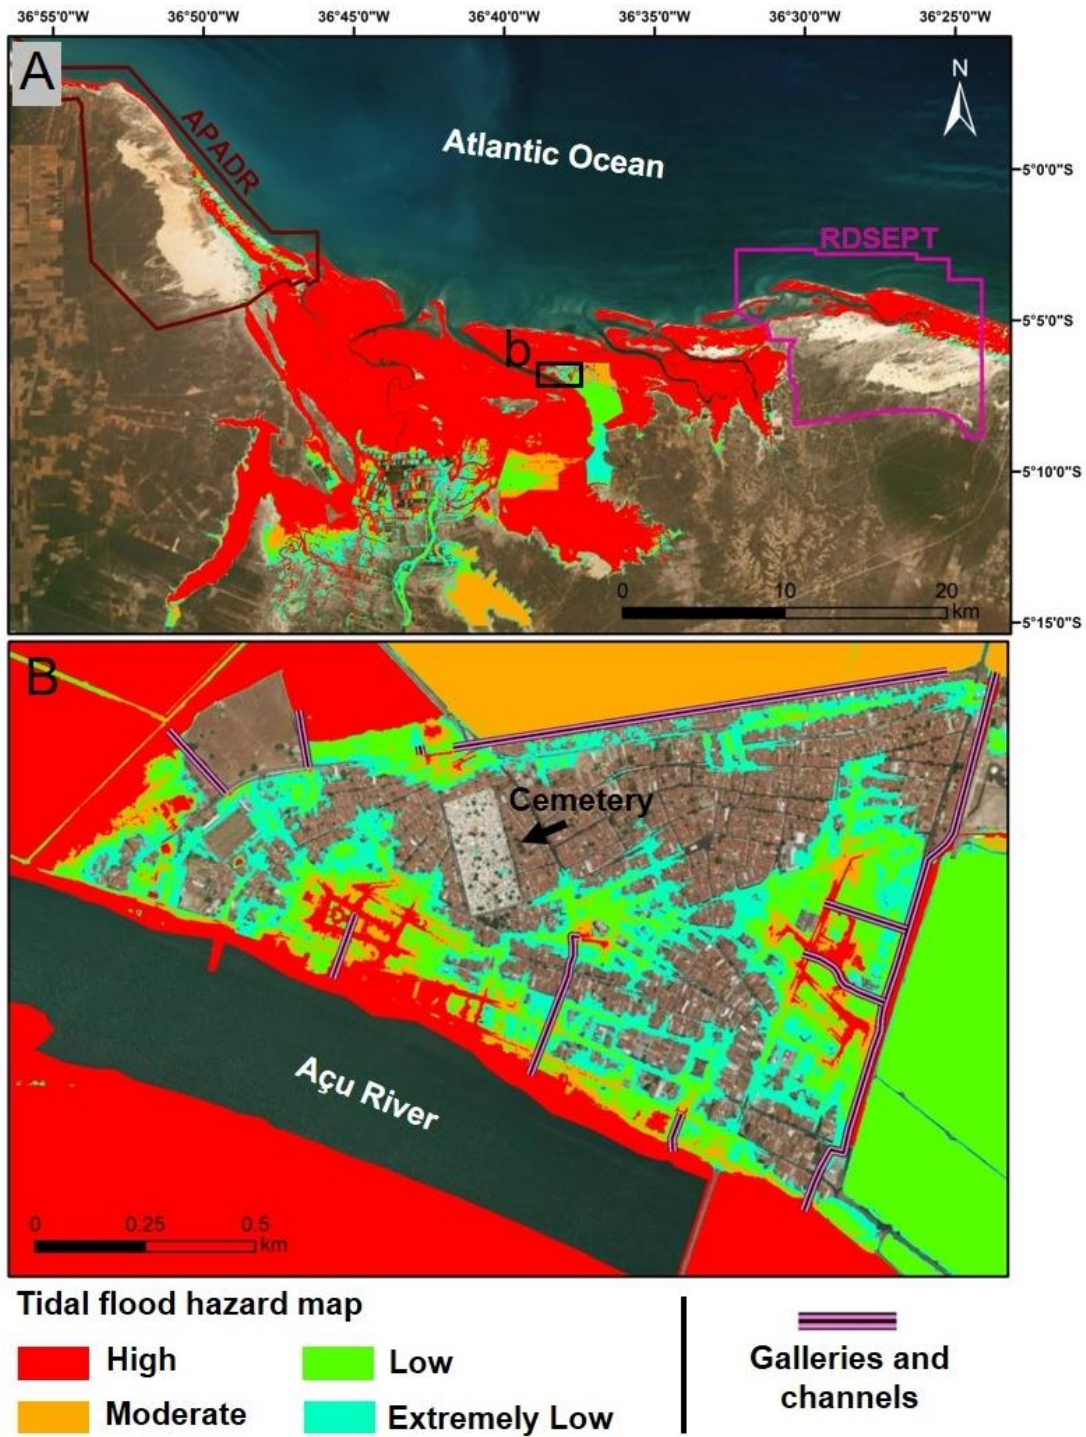 36°55'0"W 36°50'0"W 36°45'0"W 36°40'0"W 36°35'0"W 36°30'0"W 36°25'0"W
A
N
APADR
Atlantic Ocean
5°0'0"S
RDSEPT
5°5'0"S
b
5°10'0"S
0 10 20
km
5°15'0"S
B
Cemetery
Açu River
0 0.25 0.5
km
Tidal flood hazard map
High
Low
Moderate
Extremely Low
Galleries and
channels